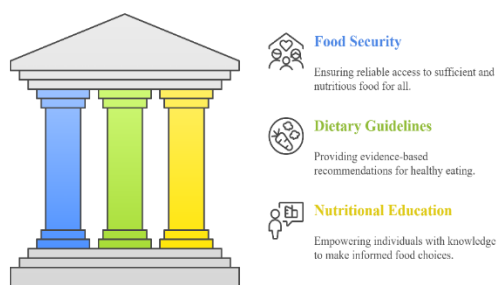 Food Security
Ensuring reliable access to sufficient and
nutritious food for all.
Dietary Guidelines
Providing evidence-based
recommendations for healthy eating.
Nutritional Education
Empowering individuals with knowledge
to make informed food choices.